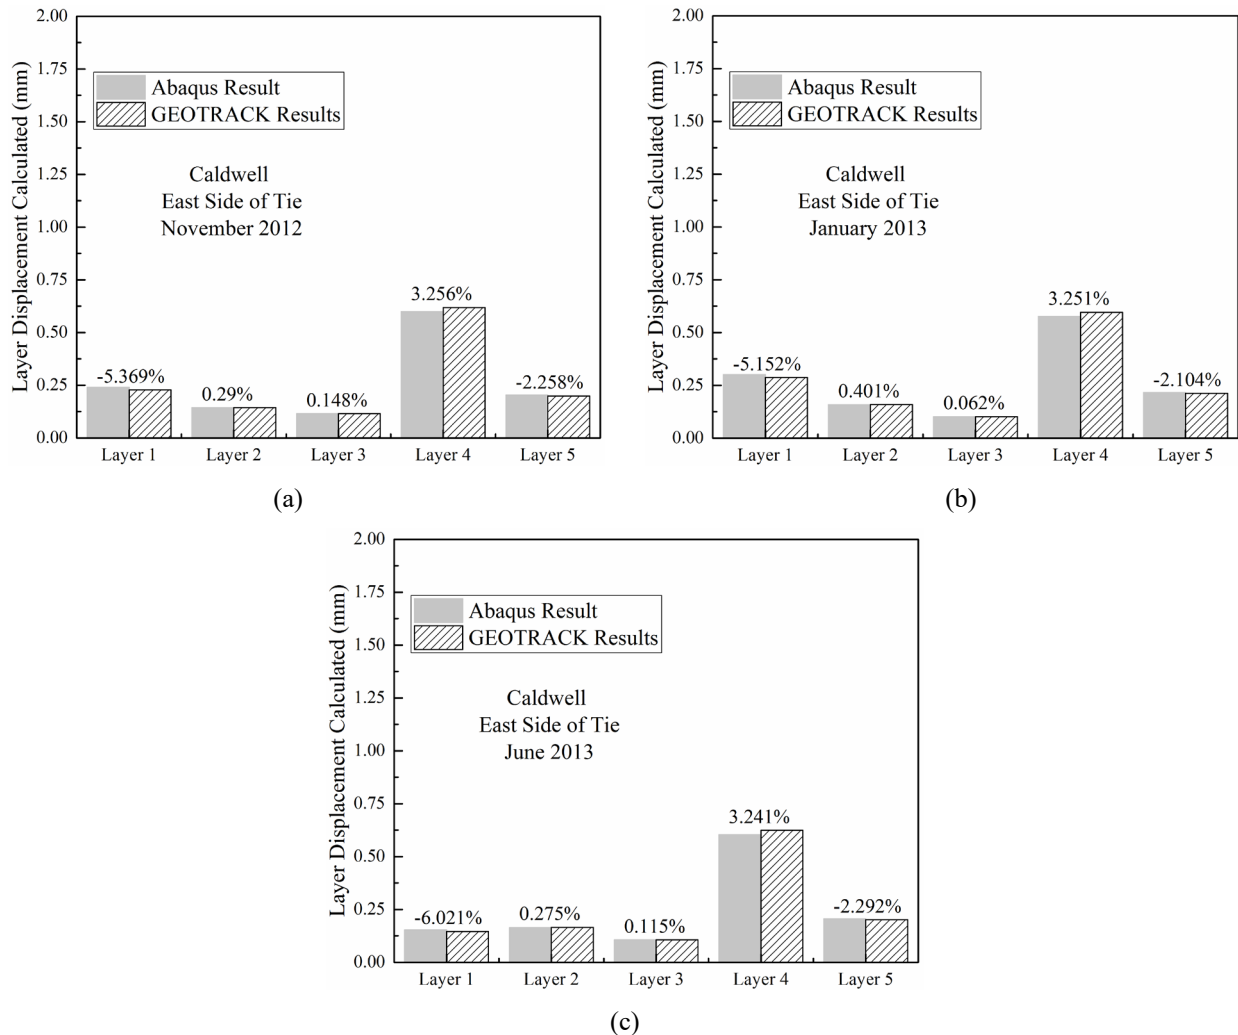 2.00
1.75
1.50
1.25
1.00
0.75
0.50
0.25
0.00
Layer Displacement Calculated (mm)
Abaqus Result
GEOTRACK Results
Caldwell
East Side of Tie
November 2012
-5.369%
0.29%
0.148%
3.256%
-2.258%
Layer 1 Layer 2 Layer 3 Layer 4 Layer 5
(a)
2.00
1.75
1.50
1.25
1.00
0.75
0.50
0.25
0.00
Layer Displacement Calculated (mm)
Abaqus Result
GEOTRACK Results
Caldwell
East Side of Tie
January 2013
-5.152%
0.401%
0.062%
3.251%
-2.104%
Layer 1 Layer 2 Layer 3 Layer 4 Layer 5
(b)
2.00
1.75
1.50
1.25
1.00
0.75
0.50
0.25
0.00
Layer Displacement Calculated (mm)
Abaqus Result
GEOTRACK Results
Caldwell
East Side of Tie
June 2013
-6.021%
0.275%
0.115%
3.241%
-2.292%
Layer 1 Layer 2 Layer 3 Layer 4 Layer 5
(c)